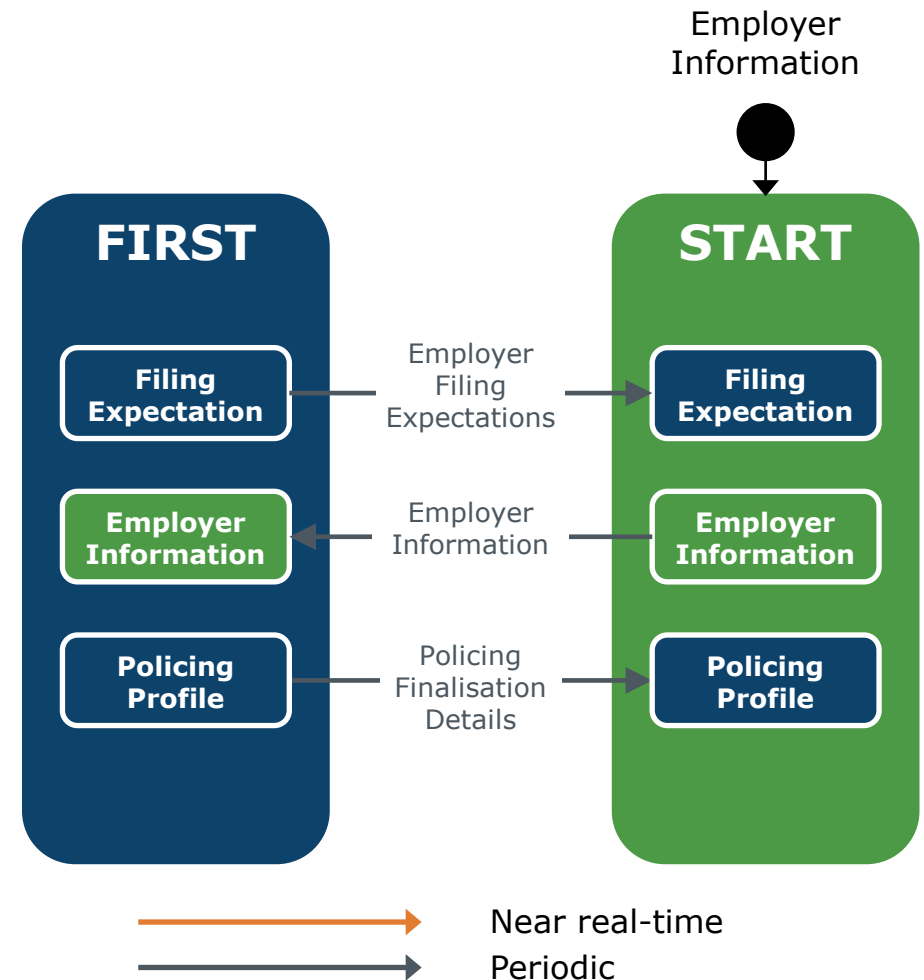 Employer
Information
FIRST
START
Filing
Expectation
Employer
Filing
Expectations
Filing
Expectation
Employer
Information
Employer
Information
Employer
Information
Policing
Profile
Policing
Finalisation
Details
Policing
Profile
Near real-time
Periodic